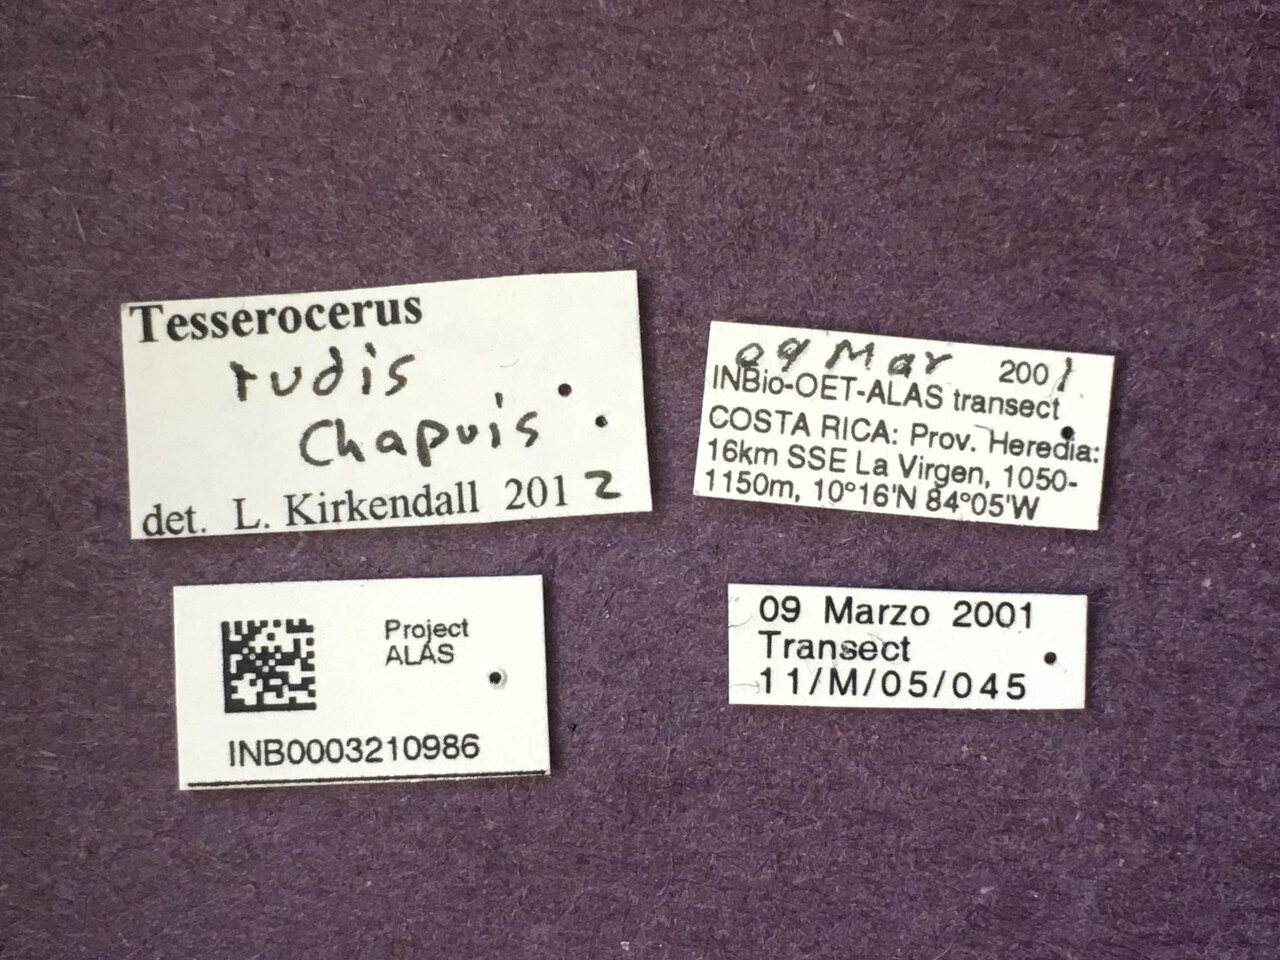 Tesserocerus
rudis
Chapuis
det. L. Kirkendall 2012
09 Mar 2001
INBio-OET-ALAS transect
COSTA RICA: Prov. Heredia:
16km SSE La Virgen, 1050-
1150m, 10°16'N 84°05'W
Project
ALAS
INB0003210986
09 Marzo 2001
Transect
11/M/05/045